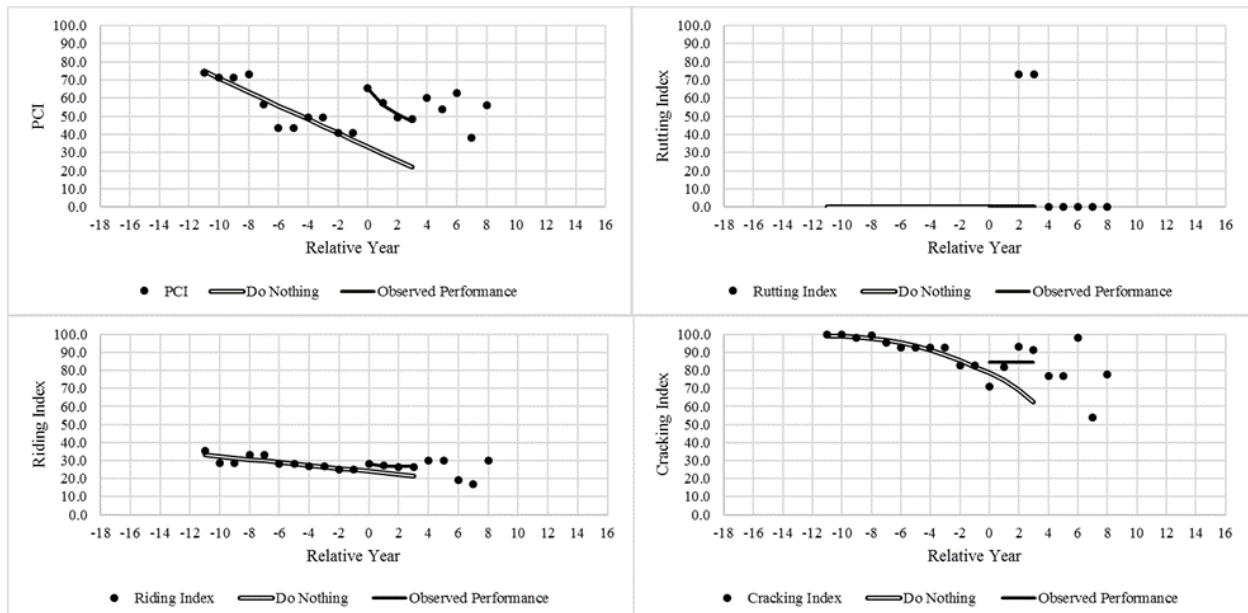 100.0
90.0
80.0
70.0
60.0
50.0
40.0
30.0
20.0
10.0
0.0
PCI
-18 -16 -14 -12 -10 -8 -6 -4 -2 0 2 4 6 8 10 12 14 16
Relative Year
PCI Do Nothing Observed Performance
100.0
90.0
80.0
70.0
60.0
50.0
40.0
30.0
20.0
10.0
0.0
Rutting Index
-18 -16 -14 -12 -10 -8 -6 -4 -2 0 2 4 6 8 10 12 14 16
Relative Year
Rutting Index Do Nothing Observed Performance
100.0
90.0
80.0
70.0
60.0
50.0
40.0
30.0
20.0
10.0
0.0
Riding Index
-18 -16 -14 -12 -10 -8 -6 -4 -2 0 2 4 6 8 10 12 14 16
Relative Year
Riding Index Do Nothing Observed Performance
100.0
90.0
80.0
70.0
60.0
50.0
40.0
30.0
20.0
10.0
0.0
Cracking Index
-18 -16 -14 -12 -10 -8 -6 -4 -2 0 2 4 6 8 10 12 14 16
Relative Year
Cracking Index Do Nothing Observed Performance